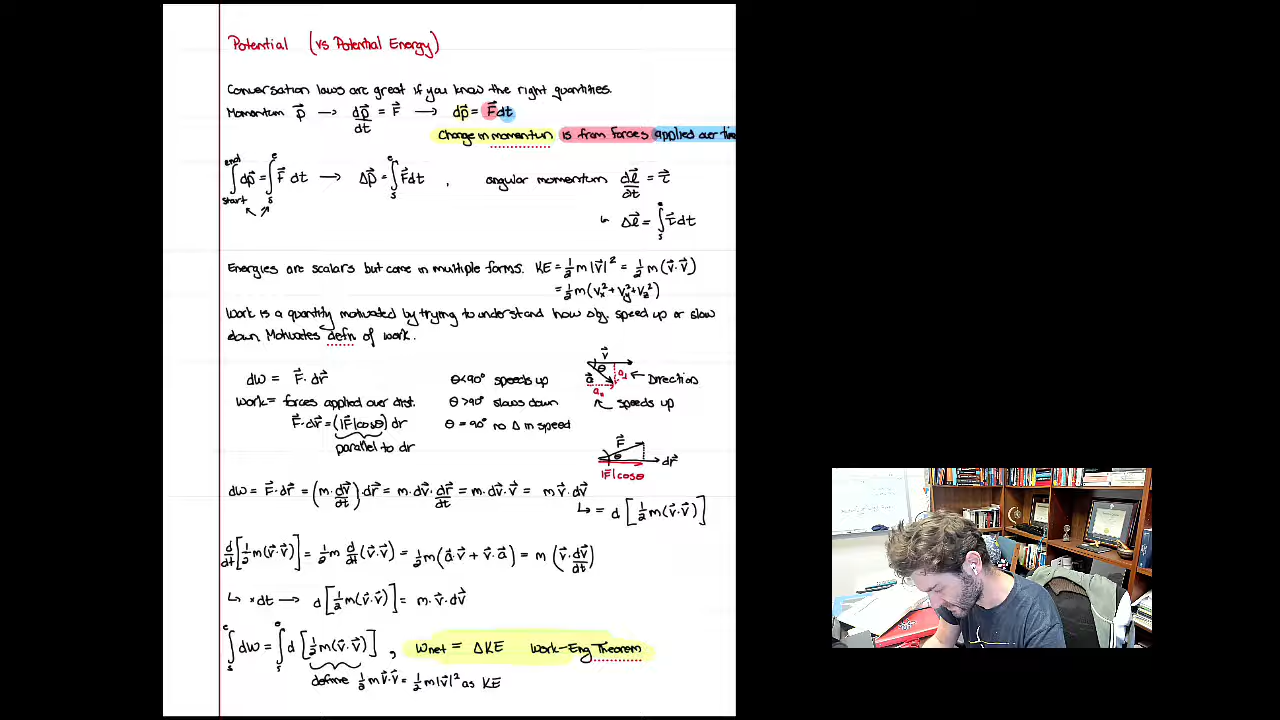 Potential (vs Potential Energy)
Conversation laws are great if you know the right quantities.
Momentum p⃗ → dp⃗/dt = F⃗ → dp⃗ = F⃗dt
Change in momentum is from forces applied over time
end e
∫ dp⃗ = ∫ F⃗ dt → Δp⃗ = ∫ F⃗dt , angular momentum dl⃗/dt = τ⃗
start s
↳ Δl⃗ = ∫ τ⃗dt
Energies are scalars but come in multiple forms. KE = ½m|v⃗|² = ½m(v⃗·v⃗)
= ½m(vx² + vy² + vz²)
Work is a quantity motivated by trying to understand how obj. speed up or slow
down Motivates defn of work.
v⃗
θ
dW = F⃗·dr⃗ θ<90° speeds up a⃗ a⊥ ← Direction
work = forces applied over dist. θ>90° slows down speeds up
F⃗·dr⃗ = (|F⃗|cosθ) dr θ = 90° no Δ in speed
parallel to dr
F⃗
θ dr⃗
|F⃗|cosθ
dW = F⃗·dr⃗ = (m·dv⃗/dt)·dr⃗ = m·dv⃗·dr⃗/dt = m·dv⃗·v⃗ = mv⃗·dv⃗
↳ = d[½m(v⃗·v⃗)]
d/dt[½m(v⃗·v⃗)] = ½m d/dt(v⃗·v⃗) = ½m(a⃗·v⃗ + v⃗·a⃗) = m(v⃗·dv⃗/dt)
↳ ×dt → d[½m(v⃗·v⃗)] = m·v⃗·dv⃗
e e
∫ dW = ∫ d[½m(v⃗·v⃗)] , Wnet = ΔKE Work-Eng Theorem
s s
define ½mv⃗·v⃗ = ½m|v⃗|² as KE